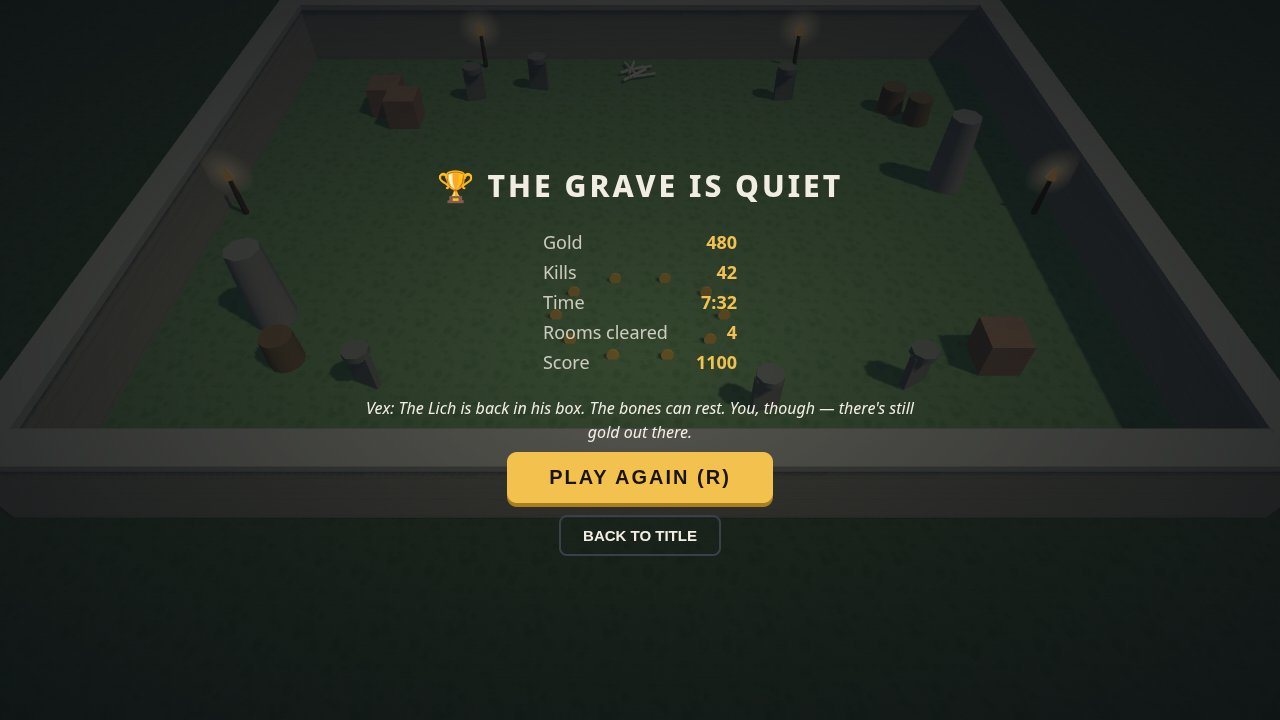 🏆 THE GRAVE IS QUIET
Gold 480
Kills 42
Time 7:32
Rooms cleared 4
Score 1100
Vex: The Lich is back in his box. The bones can rest. You, though — there's still
gold out there.
PLAY AGAIN (R)
BACK TO TITLE